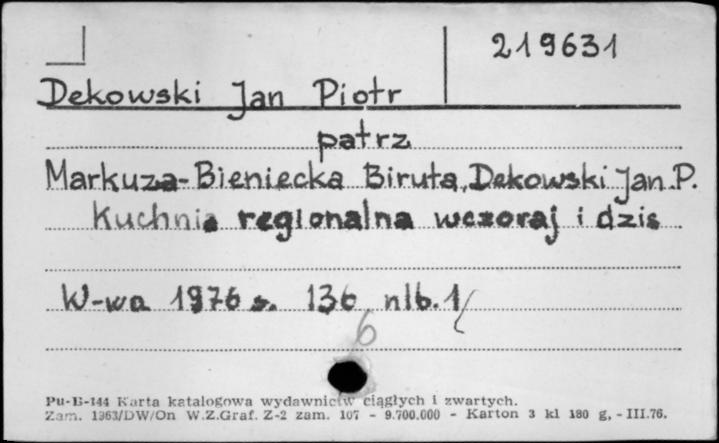 219631
Dekowski Jan Piotr
patrz
Markuza-Bieniecka Biruta, Dekowski Jan P.
Kuchnia regionalna wczoraj i dziś
W-wa 1976 s. 136, nlb. 1
6
Pu-B-144 Karta katalogowa wydawnictw ciągłych i zwartych.
Zam. 1363/DW/On W.Z.Graf. Z-2 zam. 107 - 9.700.000 - Karton 3 kl 180 g, - III.76.